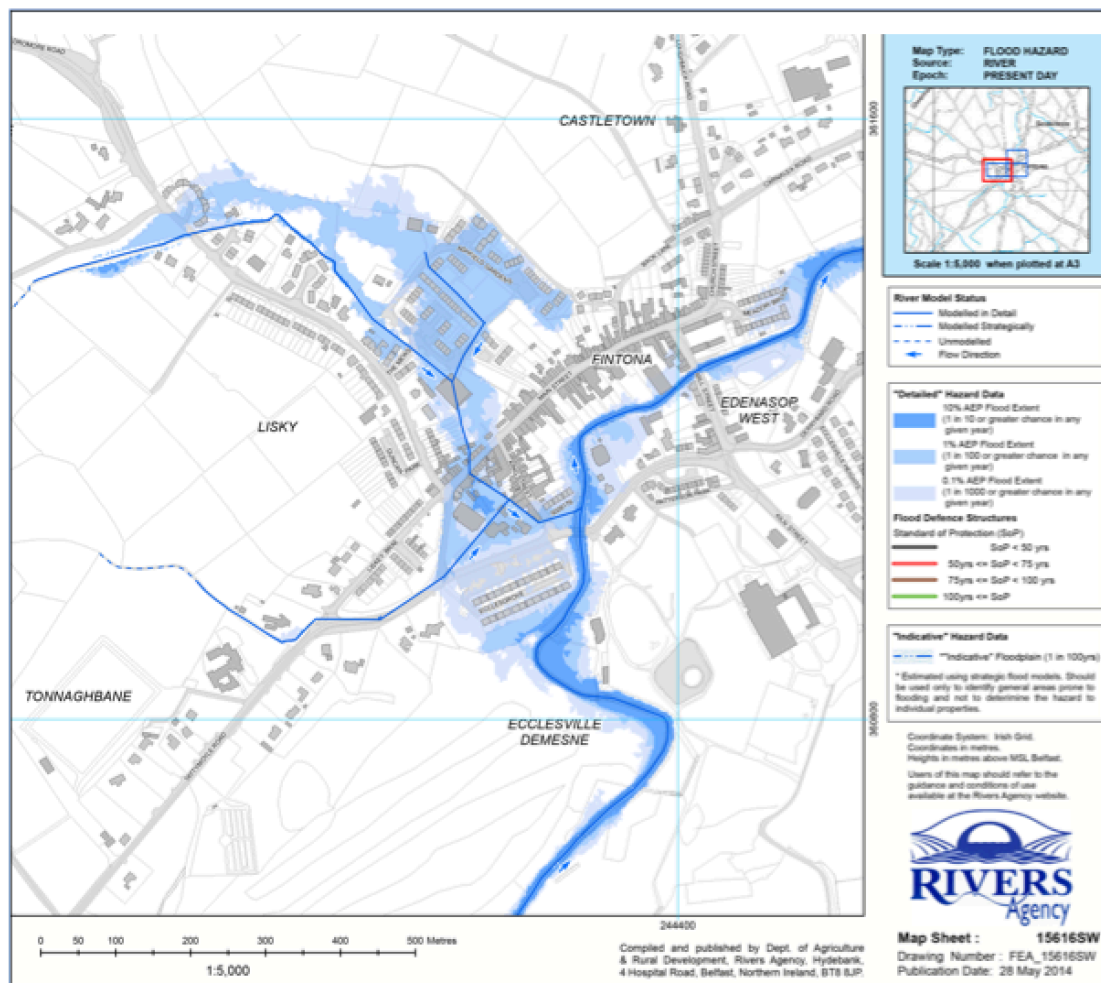 DROMORE ROAD
CASTLETOWN
CHURCH STREET
MAIN STREET
FINTONA
EDENASOP
WEST
MILL STREET
KILN STREET
LISKY
TONNAGHBANE
ECCLESVILLE
DEMESNE
361600
360800
244400
Map Type: FLOOD HAZARD
Source: RIVER
Epoch: PRESENT DAY
Scale 1:5,000 when plotted at A3
River Model Status
Modelled in Detail
Modelled Strategically
Unmodelled
Flow Direction
"Detailed" Hazard Data
10% AEP Flood Extent
(1 in 10 or greater chance in any
given year)
1% AEP Flood Extent
(1 in 100 or greater chance in any
given year)
0.1% AEP Flood Extent
(1 in 1000 or greater chance in any
given year)
Flood Defence Structures
Standard of Protection (SoP)
SoP < 50 yrs
50yrs <= SoP < 75 yrs
75yrs <= SoP < 100 yrs
100yrs <= SoP
"Indicative" Hazard Data
*"Indicative" Floodplain (1 in 100yrs)
* Estimated using strategic flood models. Should
be used only to identify general areas prone to
flooding and not to deterimine the hazard to
individual properties.
Coordinate System: Irish Grid.
Coordinates in metres.
Heights in metres above MSL Belfast.
Users of this map should refer to the
guidance and conditions of use
available at the Rivers Agency website.
RIVERS
Agency
Map Sheet : 15616SW
Drawing Number : FEA_15616SW
Publication Date: 28 May 2014
0 50 100 200 300 400 500 Metres
1:5,000
Compiled and published by Dept. of Agriculture
& Rural Development, Rivers Agency, Hydebank,
4 Hospital Road, Belfast, Northern Ireland, BT8 8JP.